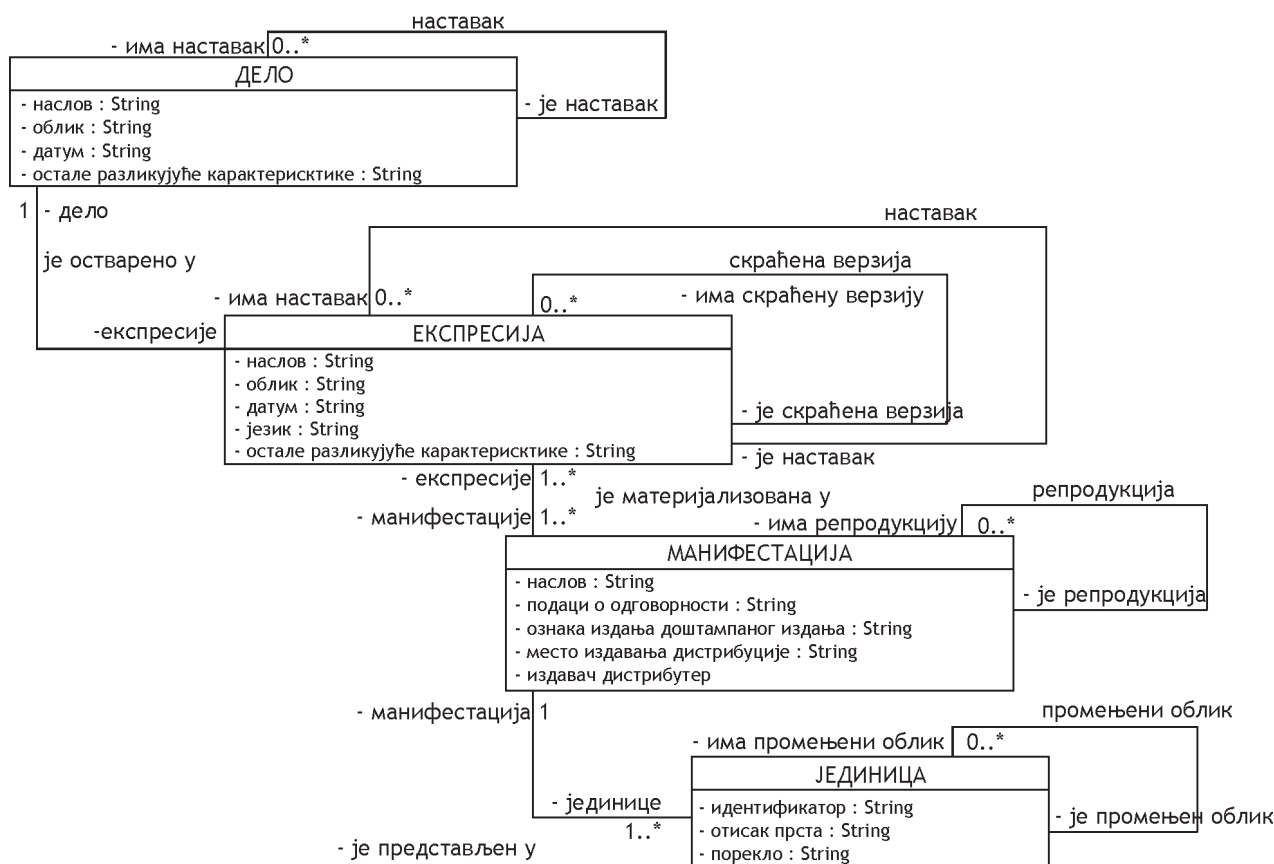 наставак
- има наставак 0..*
ДЕЛО
- наслов : String
- је наставак
- облик : String
- датум : String
- остале разликујуће карактерисктике : String
1 - дело
наставак
је остварено у
скраћена верзија
- има наставак 0..*
0..* - има скраћену верзију
-експресије
ЕКСПРЕСИЈА
- наслов : String
- облик : String
- датум : String
- је скраћена верзија
- језик : String
- остале разликујуће карактерисктике : String
- је наставак
- експресије 1..*
је материјализована у
репродукција
- манифестације 1..*
- има репродукцију 0..*
МАНИФЕСТАЦИЈА
- наслов : String
- је репродукција
- подаци о одговорности : String
- ознака издања доштампаног издања : String
- место издавања дистрибуције : String
- издавач дистрибутер
- манифестација 1
промењени облик
- има промењени облик 0..*
ЈЕДИНИЦА
- јединице
1..*
- идентификатор : String
- је промењен облик
- отисак прста : String
- је представљен у
- порекло : String